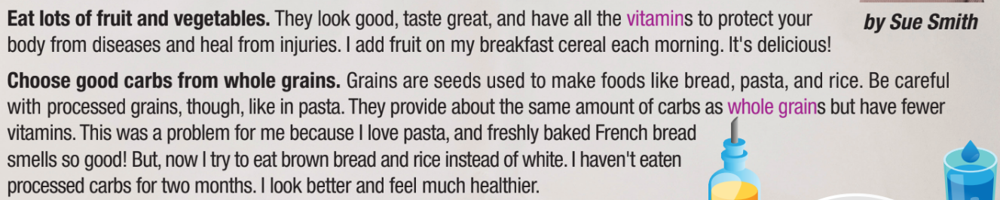 Eat lots of fruit and vegetables. They look good, taste great, and have all the vitamins to protect your
by Sue Smith
body from diseases and heal from injuries. I add fruit on my breakfast cereal each morning. It's delicious!
Choose good carbs from whole grains. Grains are seeds used to make foods like bread, pasta, and rice. Be careful
with processed grains, though, like in pasta. They provide about the same amount of carbs as whole grains but have fewer
vitamins. This was a problem for me because I love pasta, and freshly baked French bread
smells so good! But, now I try to eat brown bread and rice instead of white. I haven't eaten
processed carbs for two months. I look better and feel much healthier.